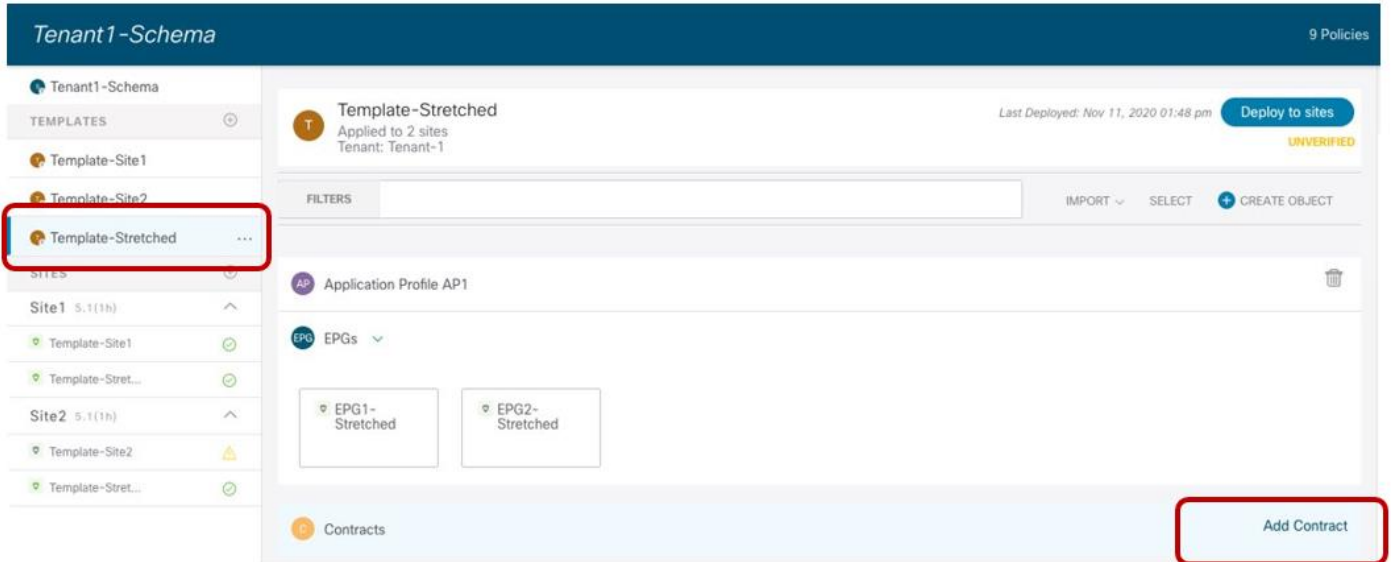 Tenant1-Schema
9 Policies
Tenant1-Schema
TEMPLATES
Template-Site1
Template-Site2
Template-Stretched
SITES
Site1 5.1(1h)
Template-Site1
Template-Stret...
Site2 5.1(1h)
Template-Site2
Template-Stret...
T
Template-Stretched
Applied to 2 sites
Tenant: Tenant-1
Last Deployed: Nov 11, 2020 01:48 pm
Deploy to sites
UNVERIFIED
FILTERS
IMPORT
SELECT
CREATE OBJECT
AP Application Profile AP1
EPG EPGs
EPG1-
Stretched
EPG2-
Stretched
C Contracts
Add Contract